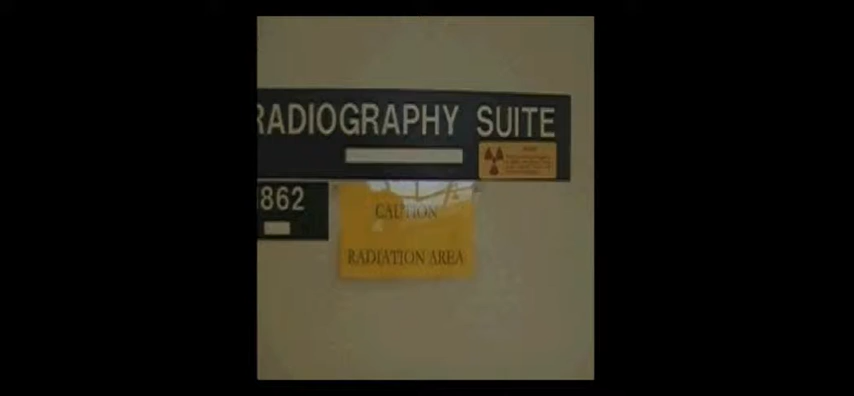 RADIOGRAPHY SUITE
862
CAUTION
RADIATION AREA